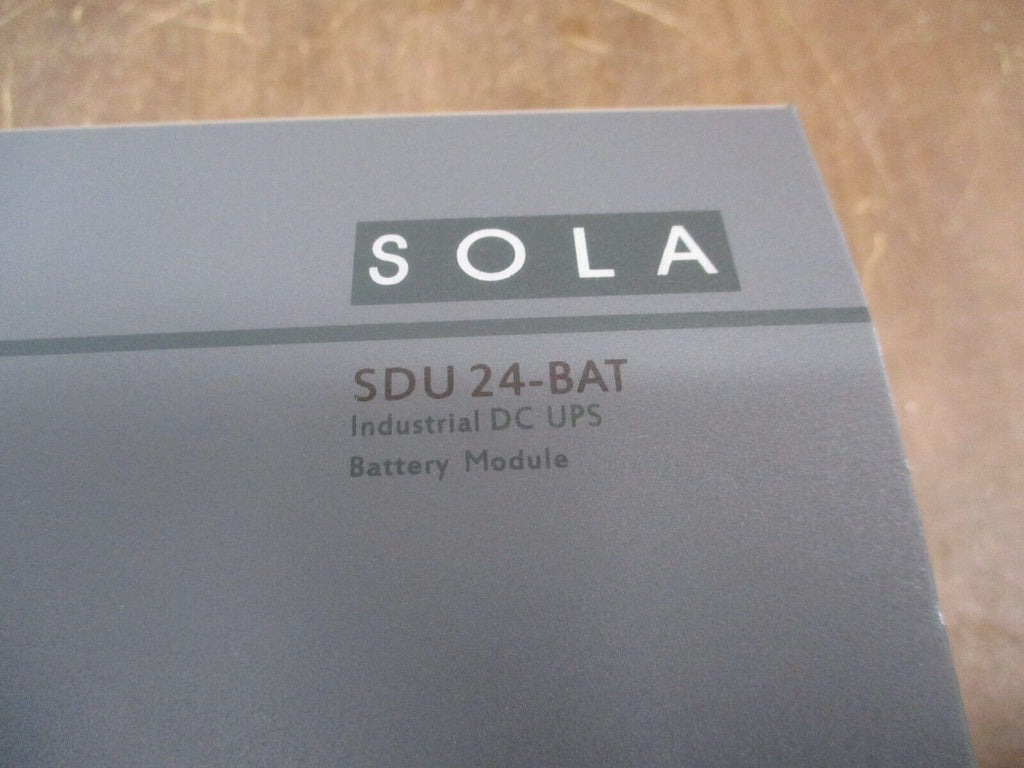 SOLA
SDU 24-BAT
Industrial DC UPS
Battery Module